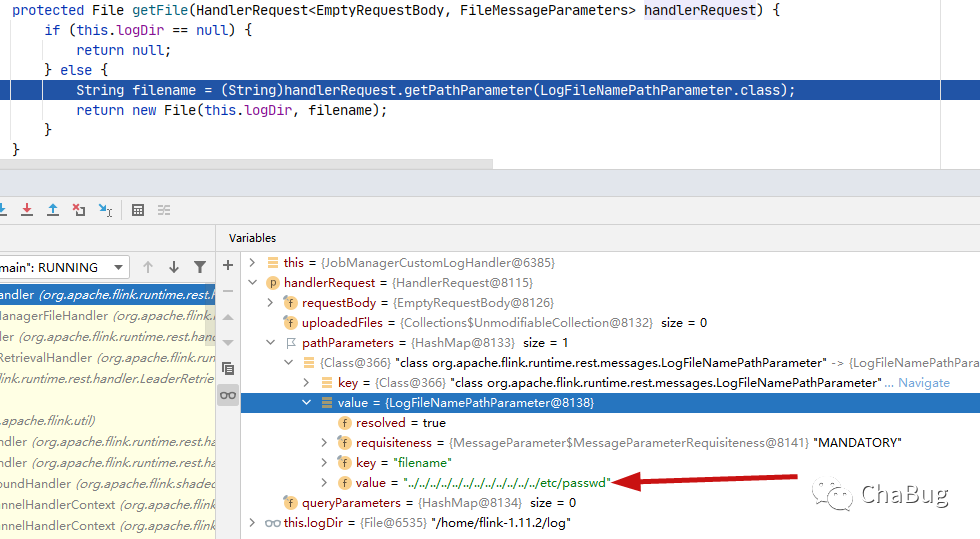 protected File getFile(HandlerRequest<EmptyRequestBody, FileMessageParameters> handlerRequest) {
if (this.logDir == null) {
return null;
} else {
String filename = (String)handlerRequest.getPathParameter(LogFileNamePathParameter.class);
return new File(this.logDir, filename);
}
}
Variables
main": RUNNING
andler (org.apache.flink.runtime.rest.h
anagerFileHandler (org.apache.flink.
ler (org.apache.flink.runtime.rest.hand
RetrievalHandler (org.apache.flink.run
link.runtime.rest.handler.LeaderRetrie
.apache.flink.util)
ndler (org.apache.flink.runtime.rest.ha
ndler (org.apache.flink.runtime.rest.ha
oundHandler (org.apache.flink.shaded
nnelHandlerContext (org.apache.flink
annelHandlerContext (org.apache.flink
this = {JobManagerCustomLogHandler@6385}
p handlerRequest = {HandlerRequest@8115}
f requestBody = {EmptyRequestBody@8126}
f uploadedFiles = {Collections$UnmodifiableCollection@8132} size = 0
pathParameters = {HashMap@8133} size = 1
{Class@366} "class org.apache.flink.runtime.rest.messages.LogFileNamePathParameter" -> {LogFileNamePathPara
key = {Class@366} "class org.apache.flink.runtime.rest.messages.LogFileNamePathParameter"... Navigate
value = {LogFileNamePathParameter@8138}
f resolved = true
f requisiteness = {MessageParameter$MessageParameterRequisiteness@8141} "MANDATORY"
f key = "filename"
f value = "../../../../../../../../../../../../etc/passwd"
f queryParameters = {HashMap@8134} size = 0
this.logDir = {File@6535} "/home/flink-1.11.2/log"
ChaBug